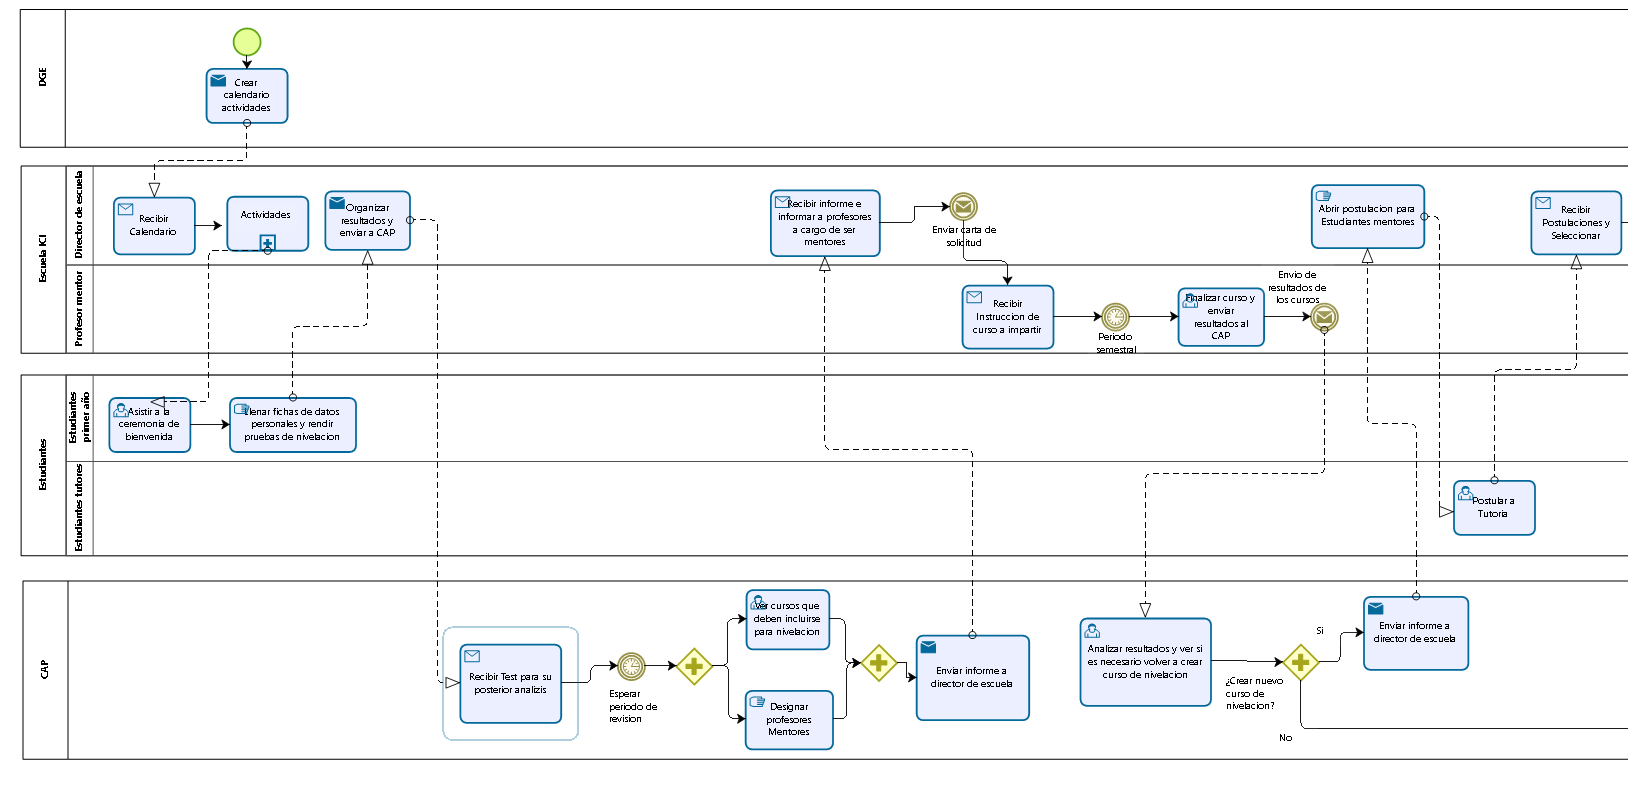 DGE
Crear
calendario
actividades
Escuela ICI
Director de escuela
Recibir
Calendario
Actividades
Organizar
resultados y
enviar a CAP
Recibir informe e
informar a profesores
a cargo de ser
mentores
Enviar carta de
solicitud
Abrir postulacion para
Estudiantes mentores
Recibir
Postulaciones y
Seleccionar
Profesor mentor
Recibir
Instruccion de
curso a impartir
Periodo
semestral
Finalizar curso y
enviar
resultados al
CAP
Envio de
resultados de
los cursos
Estudiantes
Estudiantes
primer año
Asistir a la
ceremonia de
bienvenida
Llenar fichas de datos
personales y rendir
pruebas de nivelacion
Estudiantes tutores
Postular a
Tutoria
CAP
Recibir Test para su
posterior analizis
Esperar
periodo de
revision
Ver cursos que
deben incluirse
para nivelacion
Designar
profesores
Mentores
Enviar informe a
director de escuela
Analizar resultados y ver si
es necesario volver a crear
curso de nivelacion
¿Crear nuevo
curso de
nivelacion?
Si
No
Enviar informe a
director de escuela